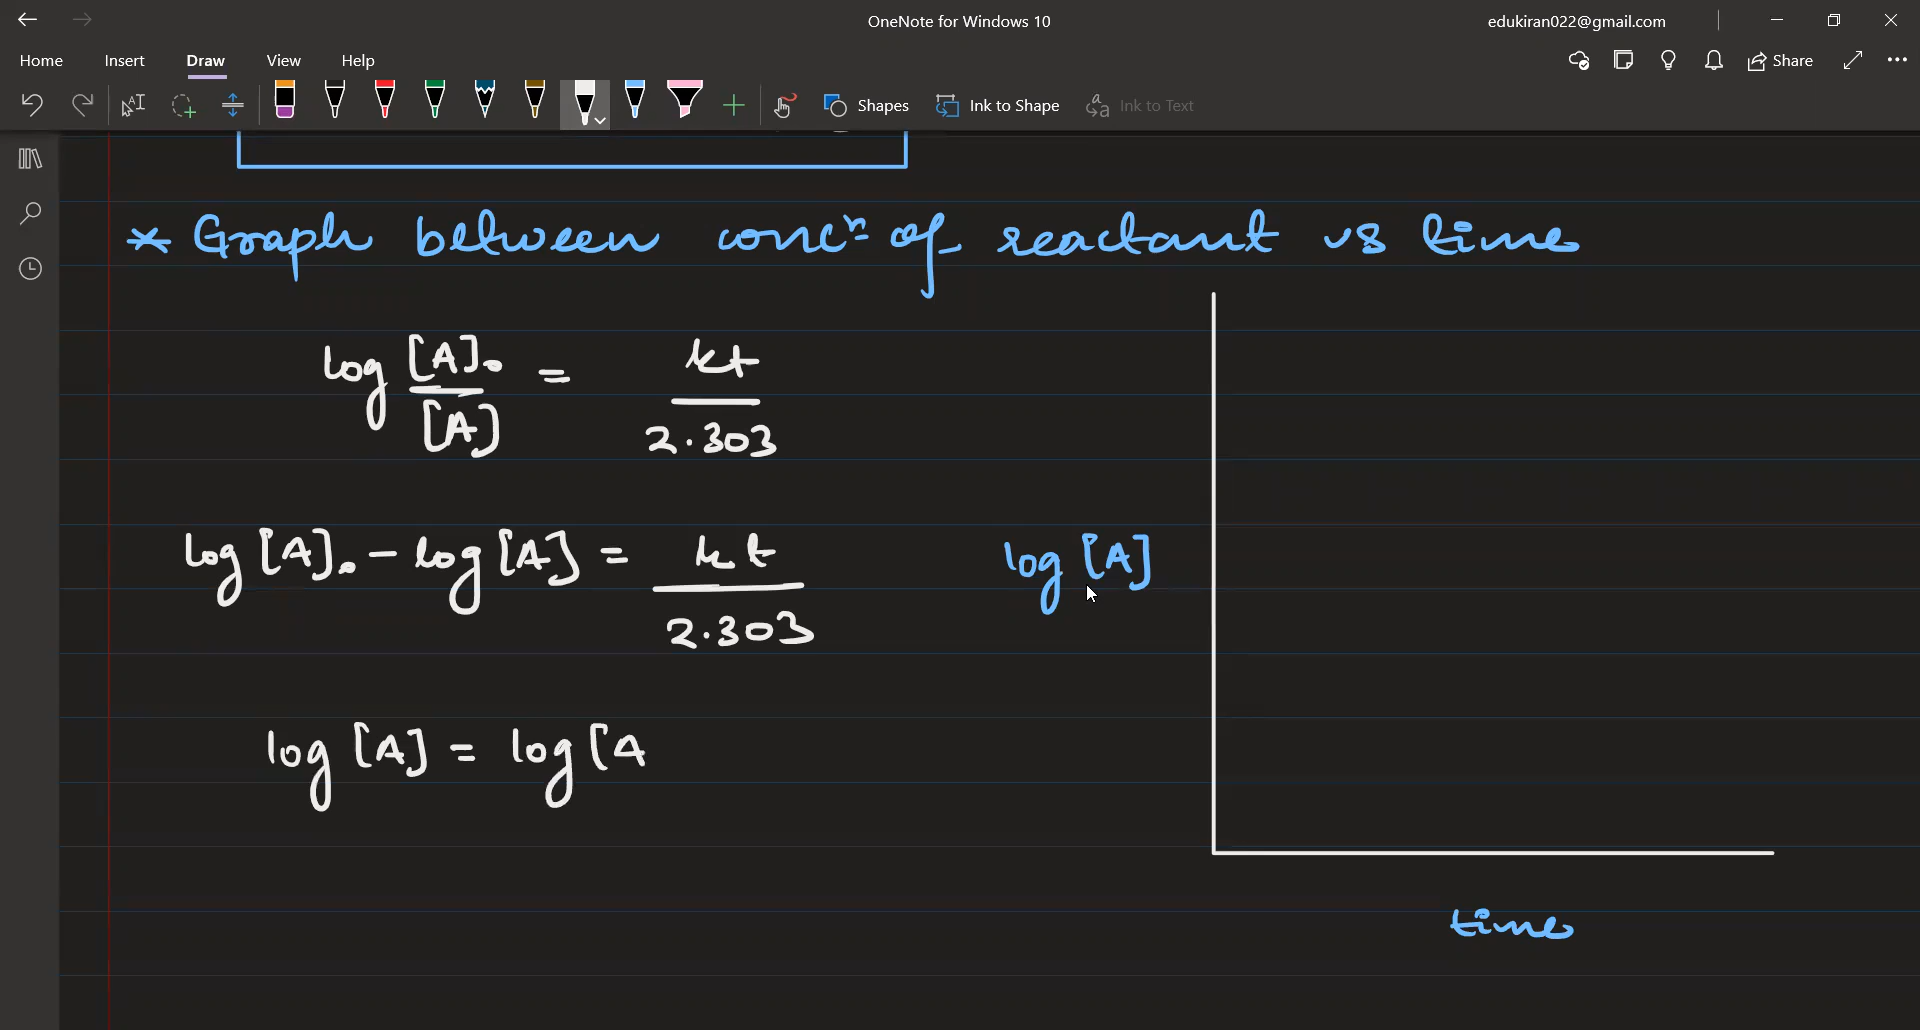 OneNote for Windows 10
edukiran022@gmail.com
Home Insert Draw View Help Share
Shapes Ink to Shape Ink to Text
* Graph between concⁿ of reactant vs time
log [A]₀ / [A] = kt / 2.303
log [A]₀ - log [A] = kt / 2.303
log [A]
log [A] = log [A
time